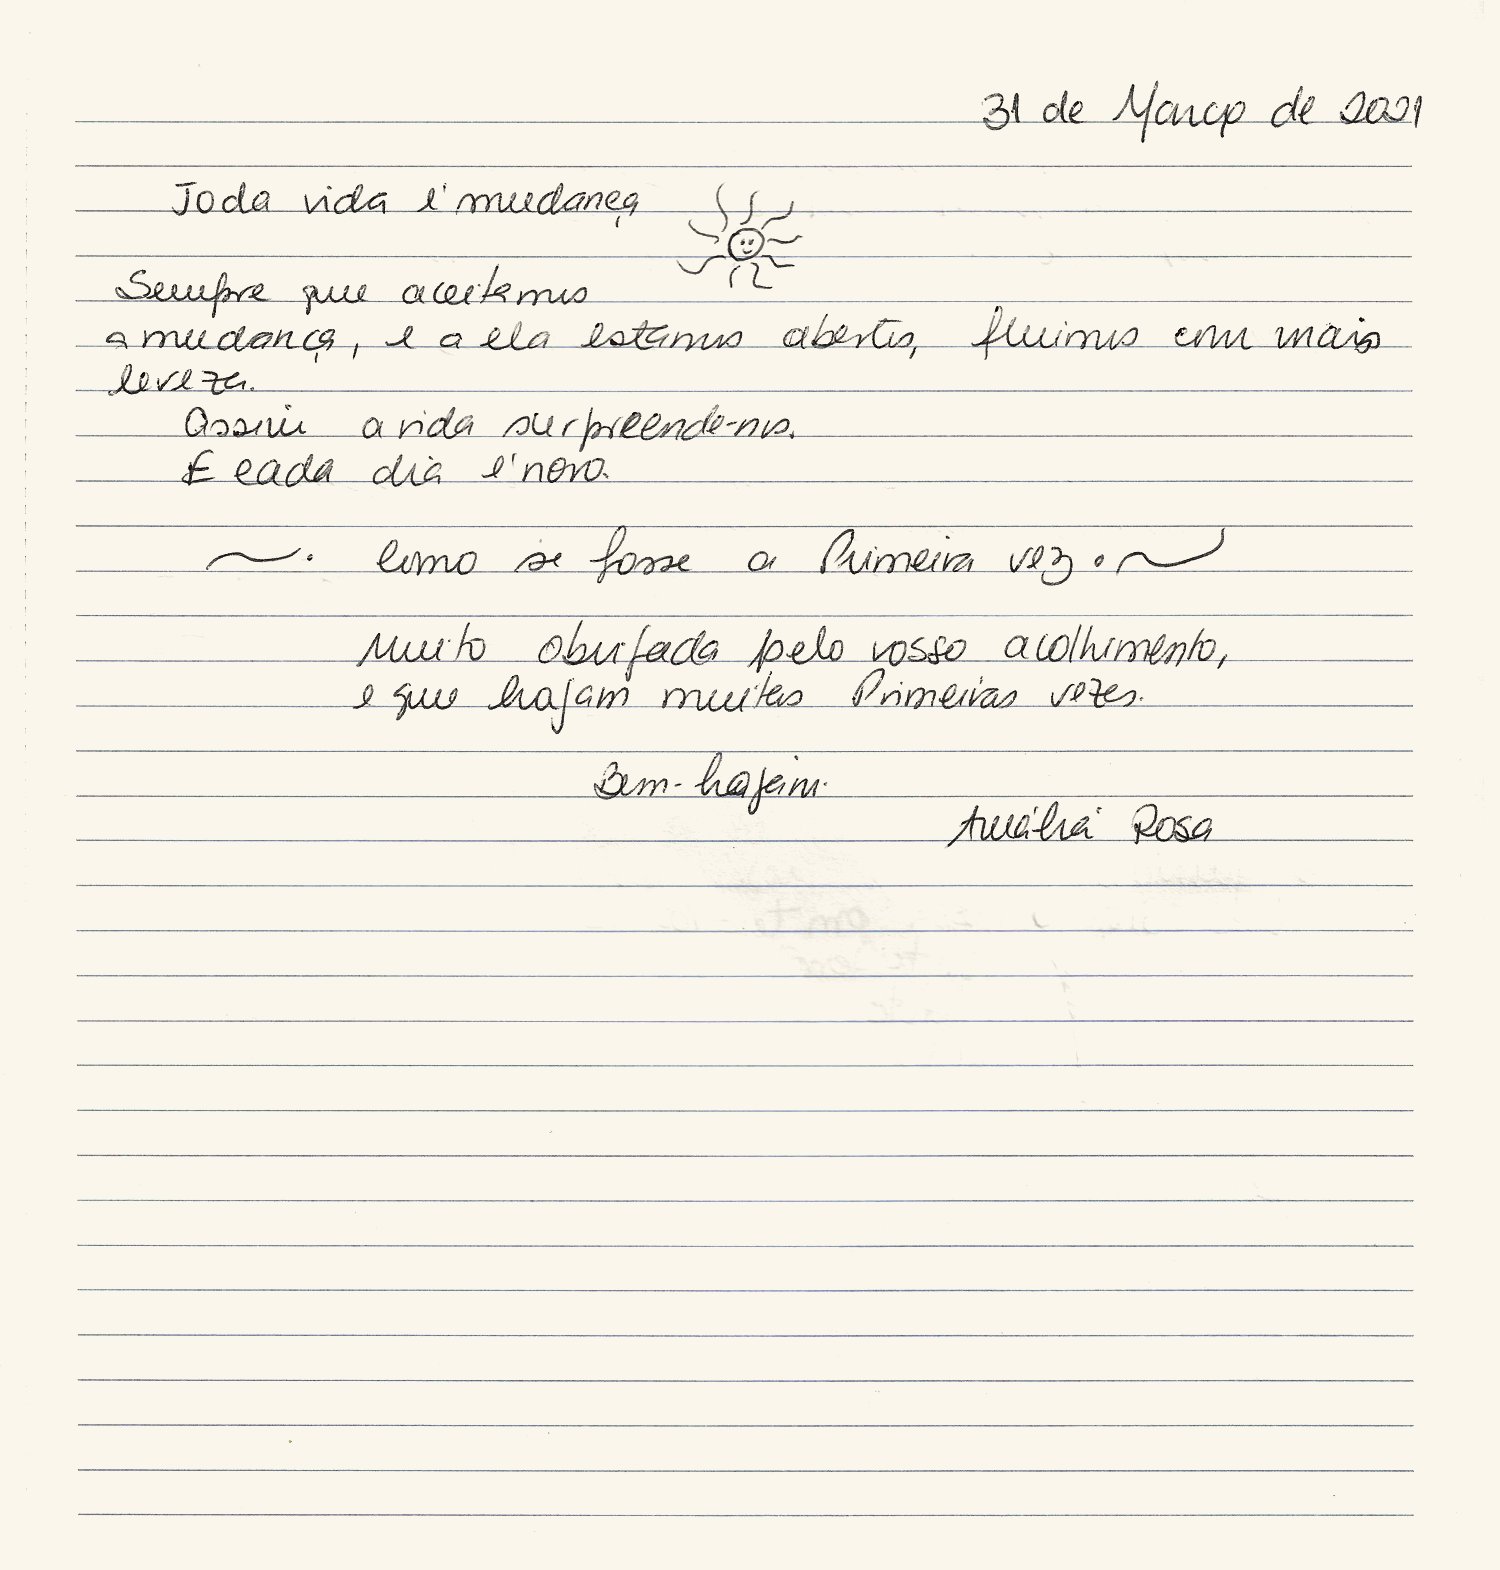 31 de Março de 2021
Toda vida é mudança
Sempre que aceitamos
a mudança, e a ela estamos abertos, fluimos com mais
leveza.
Assim a vida surpreende-nos.
E cada dia é novo.
~. Como se fosse a Primeira vez. ~
Muito obrigada pelo vosso acolhimento,
e que hajam muitas Primeiras vezes.
Bem-hajam.
Rosa